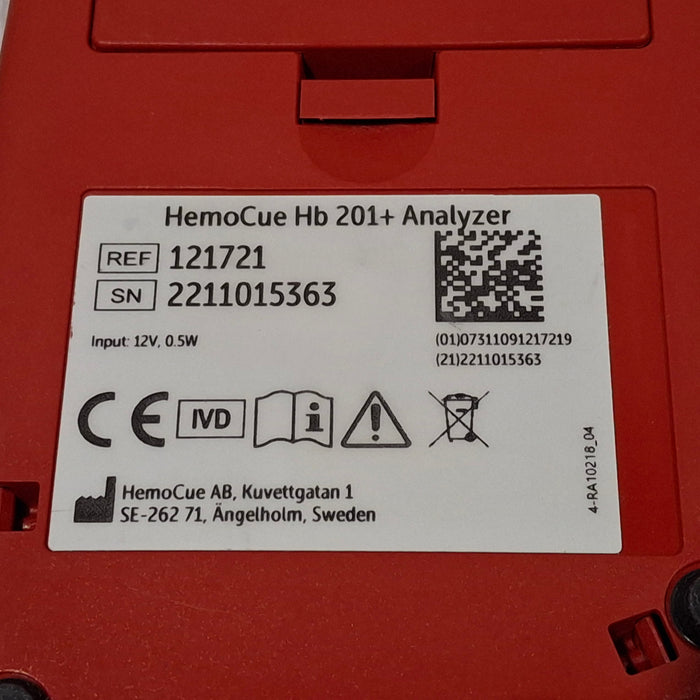 HemoCue Hb 201+ Analyzer
REF 121721
SN 2211015363
Input: 12V, 0.5W
(01)07311091217219
(21)2211015363
CE IVD i
HemoCue AB, Kuvettgatan 1
SE-262 71, Ängelholm, Sweden
4-RA10218_04